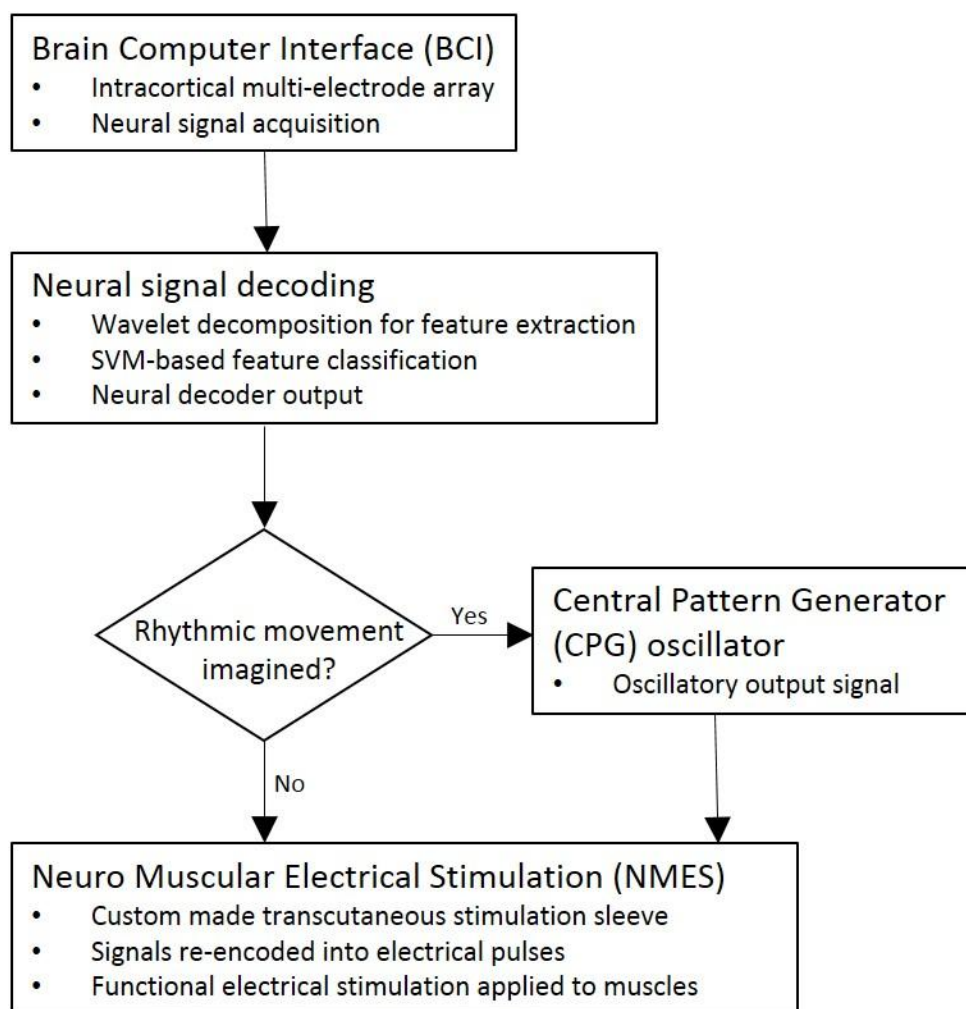 Brain Computer Interface (BCI)
• Intracortical multi-electrode array
• Neural signal acquisition
Neural signal decoding
• Wavelet decomposition for feature extraction
• SVM-based feature classification
• Neural decoder output
Rhythmic movement
imagined?
Yes
Central Pattern Generator
(CPG) oscillator
• Oscillatory output signal
No
Neuro Muscular Electrical Stimulation (NMES)
• Custom made transcutaneous stimulation sleeve
• Signals re-encoded into electrical pulses
• Functional electrical stimulation applied to muscles